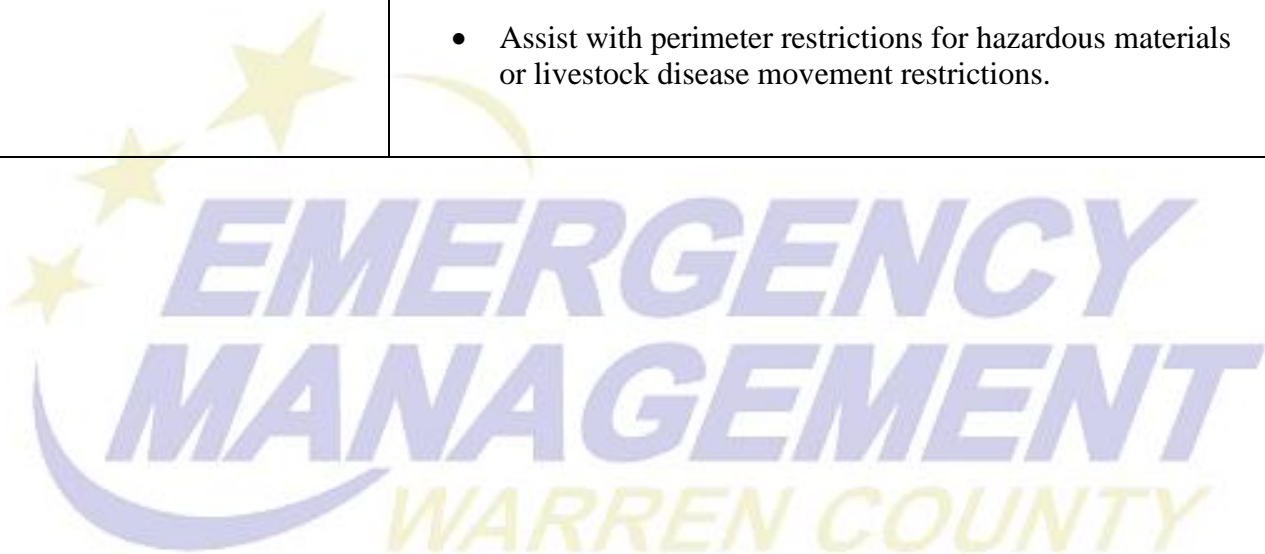 • Assist with perimeter restrictions for hazardous materials
or livestock disease movement restrictions.
EMERGENCY
MANAGEMENT
WARREN COUNTY